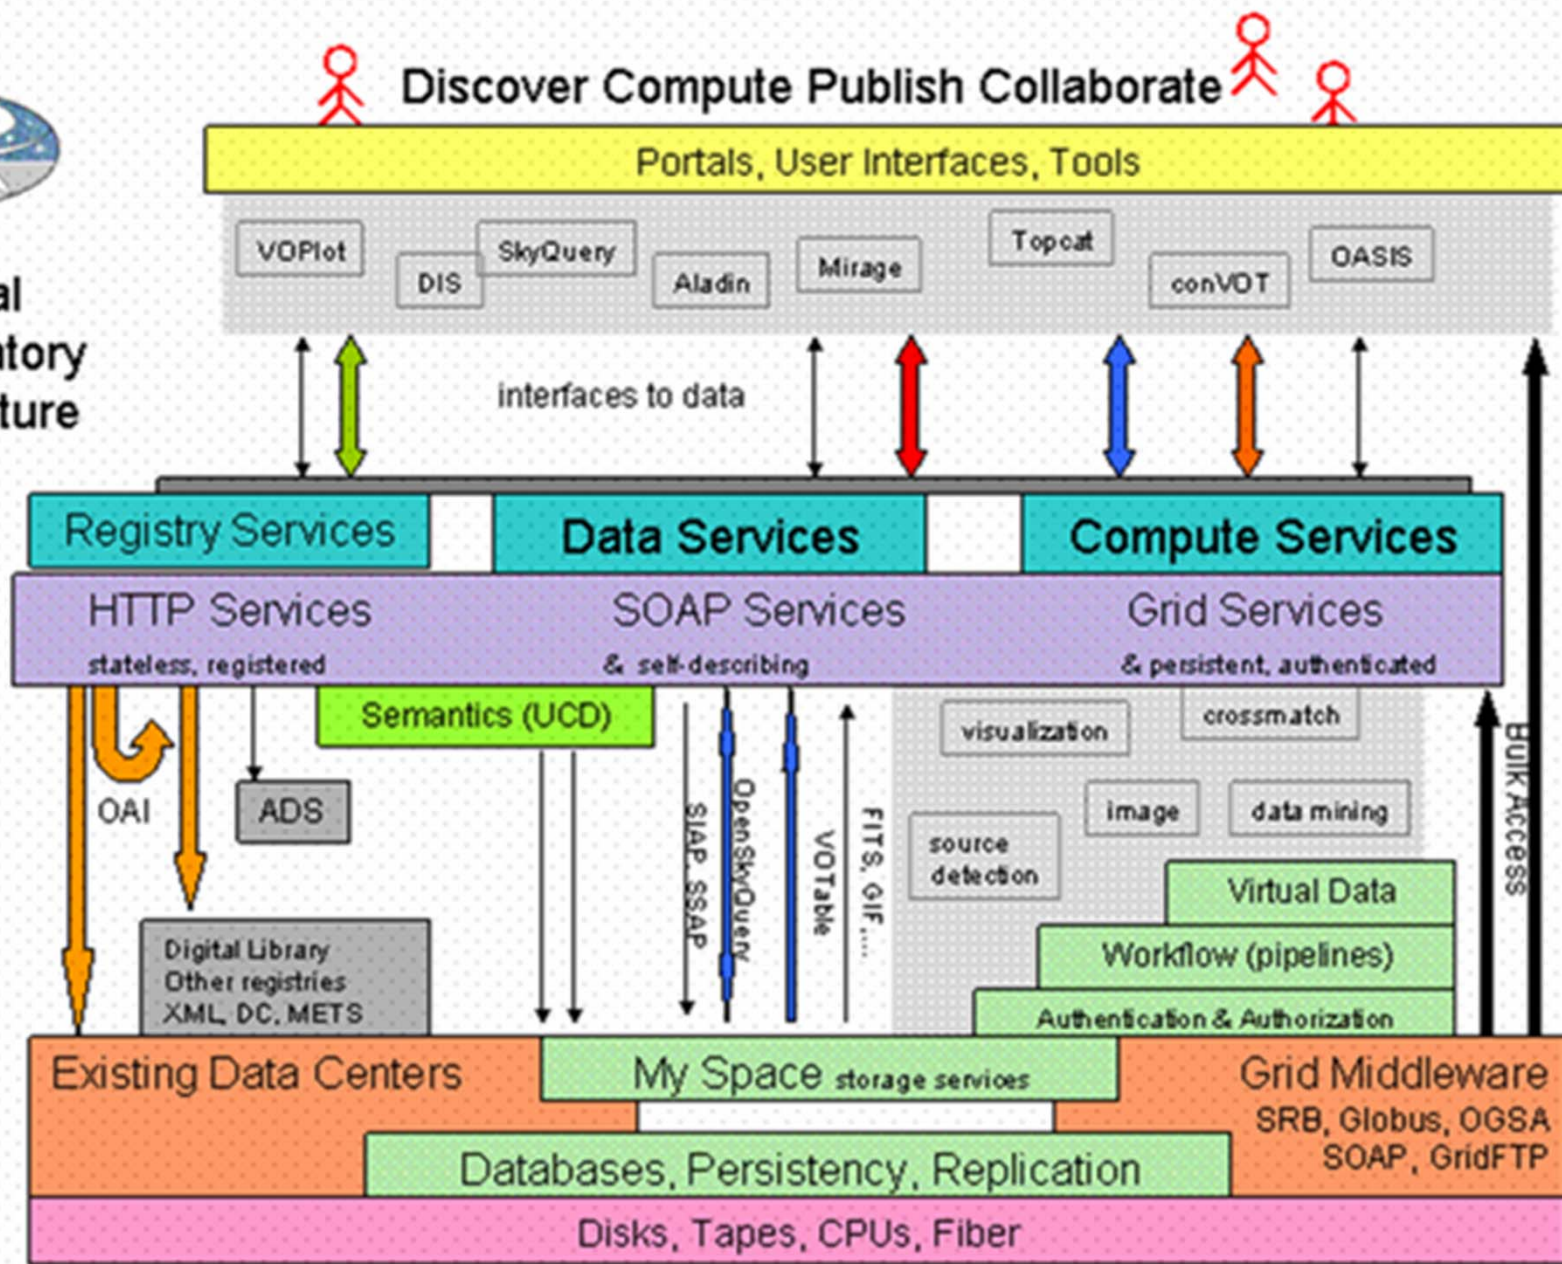 Discover Compute Publish Collaborate
Portals, User Interfaces, Tools
VOPlot
DIS
SkyQuery
Aladin
Mirage
Topcat
conVOT
OASIS
al
tory
ture
interfaces to data
Registry Services
Data Services
Compute Services
HTTP Services
SOAP Services
Grid Services
stateless, registered
& self-describing
& persistent, authenticated
Semantics (UCD)
visualization
crossmatch
OAI
ADS
SIAP, SSAP
OpenSkyQuery
VOTable
FITS, GIF,....
image
data mining
source
detection
Bulk Access
Virtual Data
Workflow (pipelines)
Authentication & Authorization
Digital Library
Other registries
XML, DC, METS
Existing Data Centers
My Space storage services
Grid Middleware
SRB, Globus, OGSA
SOAP, GridFTP
Databases, Persistency, Replication
Disks, Tapes, CPUs, Fiber